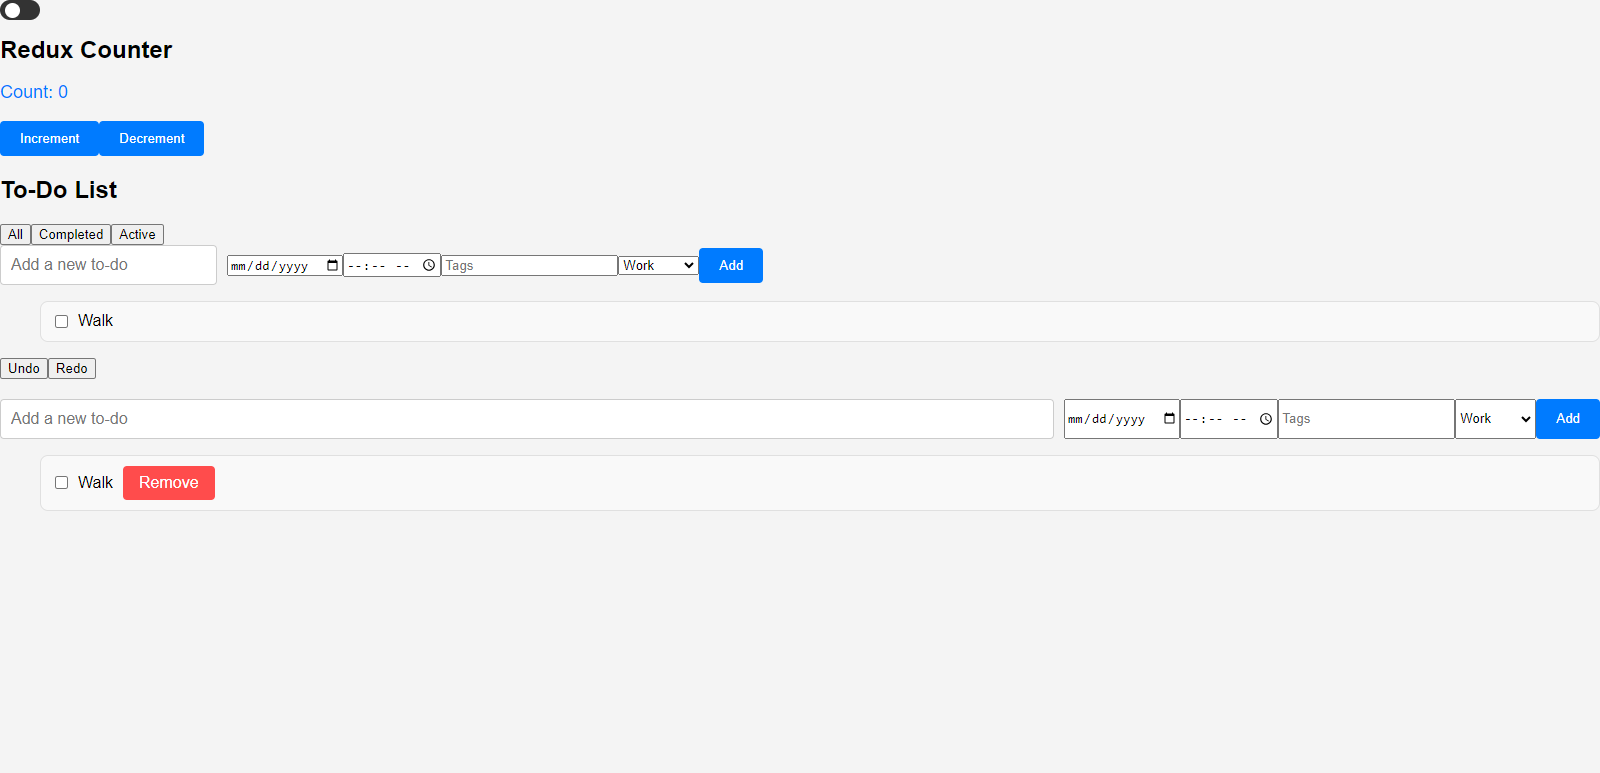 Redux Counter
Count: 0
Increment Decrement
To-Do List
All Completed Active
Add a new to-do mm/dd/yyyy --:-- -- Tags Work Add
Walk
Undo Redo
Add a new to-do mm/dd/yyyy --:-- -- Tags Work Add
Walk Remove